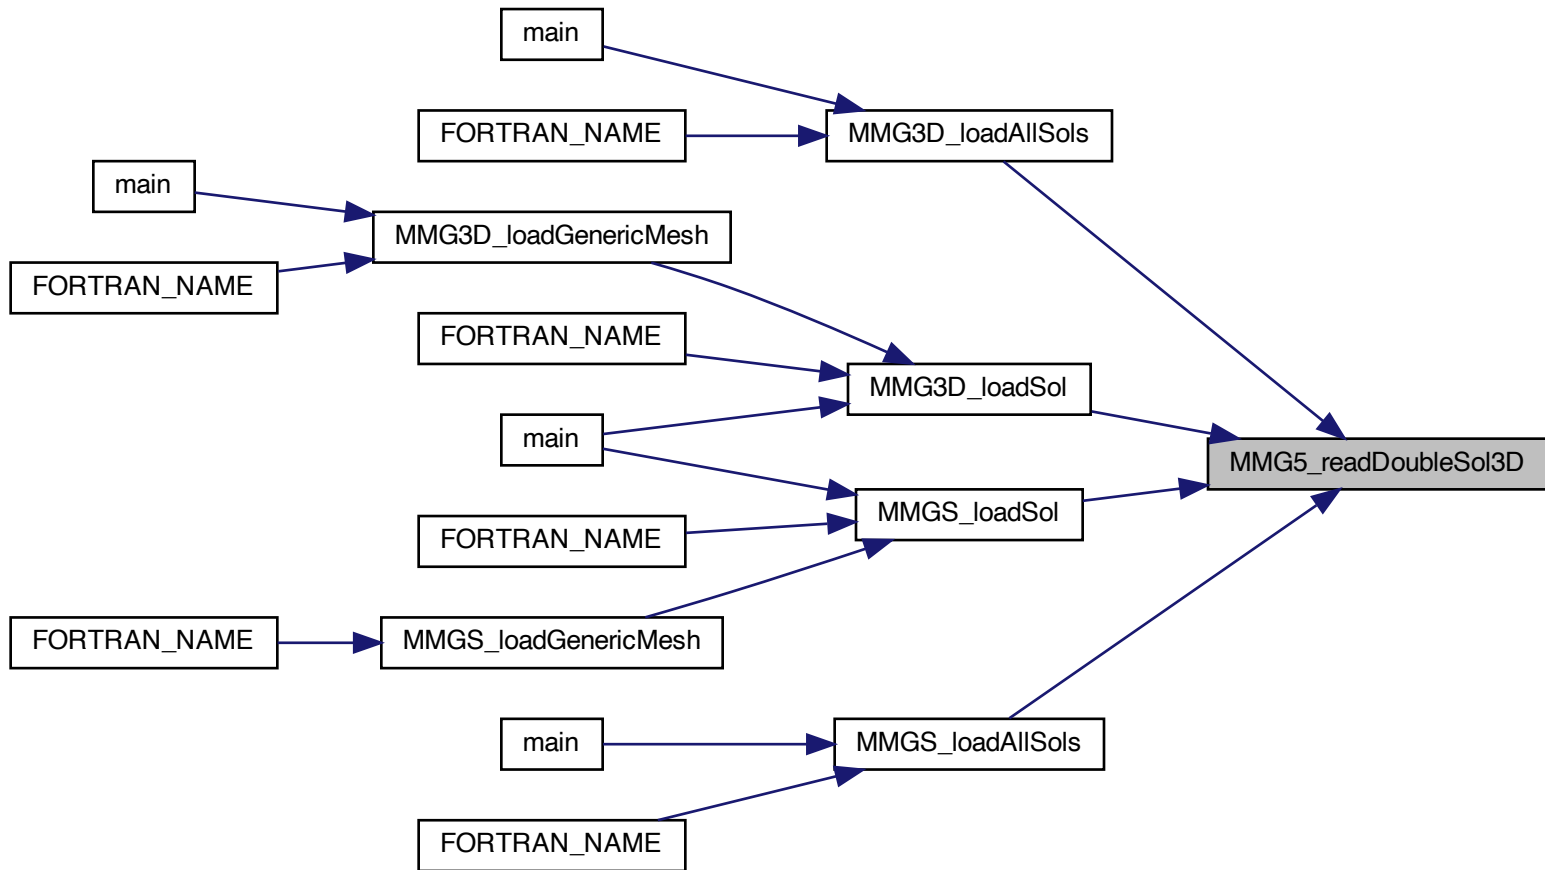 main
FORTRAN_NAME
MMG3D_loadAllSols
main
MMG3D_loadGenericMesh
FORTRAN_NAME
FORTRAN_NAME
MMG3D_loadSol
main
MMG5_readDoubleSol3D
MMGS_loadSol
FORTRAN_NAME
FORTRAN_NAME
MMGS_loadGenericMesh
main
MMGS_loadAllSols
FORTRAN_NAME